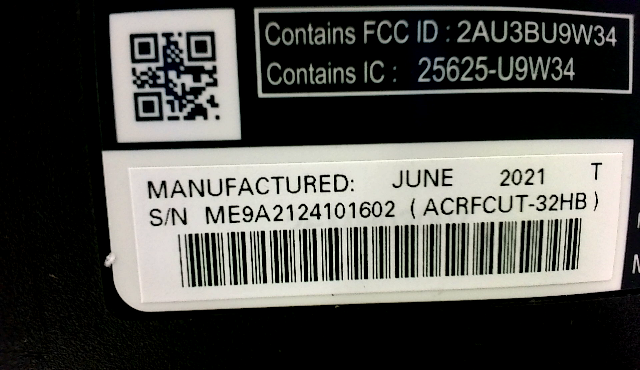 Contains FCC ID : 2AU3BU9W34
Contains IC : 25625-U9W34
MANUFACTURED: JUNE 2021 T
S/N ME9A2124101602 ( ACRFCUT-32HB )